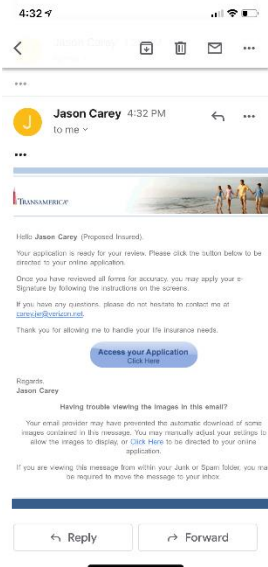 4:32
Jason Carey 4:32 PM
to me
Transamerica®
Hello Jason Carey (Proposed Insured),
Your application is ready for your review. Please click the button below to be
directed to your online application.
Once you have reviewed all forms for accuracy, you may apply your e-
Signature by following the instructions on the screens.
If you have any questions, please do not hesitate to contact me at
carey.je@verizon.net.
Thank you for allowing me to handle your life insurance needs.
Access your Application
Click Here
Regards,
Jason Carey
Having trouble viewing the images in this email?
Your email provider may have prevented the automatic download of some
images contained in this message. You may manually adjust your settings to
allow the images to display, or Click Here to be directed to your online
application.
If you are viewing this message from within your Junk or Spam folder, you ma
be required to move the message to your inbox.
Reply
Forward